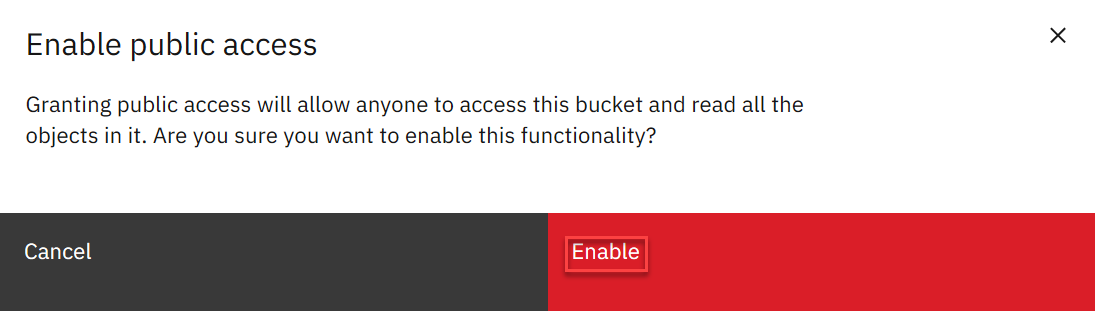 Enable public access
Granting public access will allow anyone to access this bucket and read all the
objects in it. Are you sure you want to enable this functionality?
Cancel
Enable